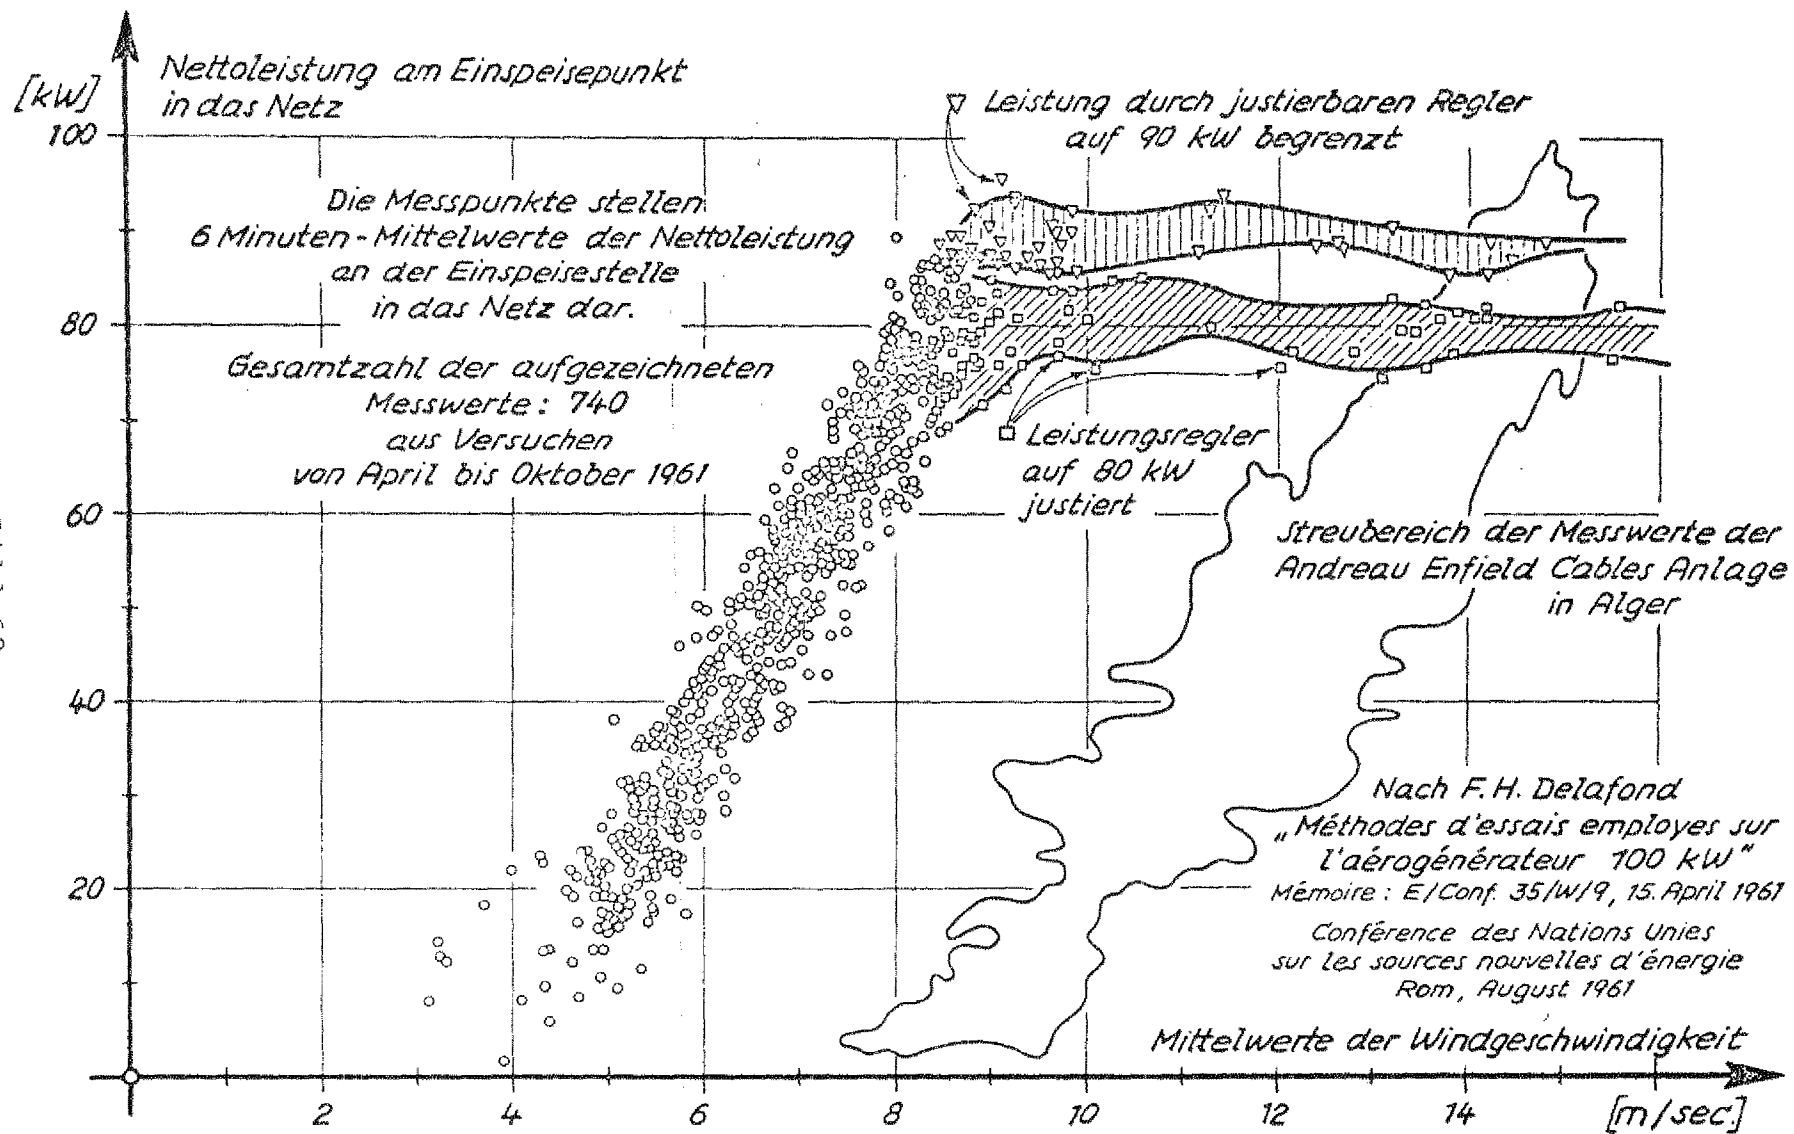 Nettoleistung am Einspeisepunkt
in das Netz
[kW]
100
80
60
40
20
Leistung durch justierbaren Regler
auf 90 kW begrenzt
Die Messpunkte stellen
6 Minuten-Mittelwerte der Nettoleistung
an der Einspeisestelle
in das Netz dar.
Gesamtzahl der aufgezeichneten
Messwerte: 740
aus Versuchen
von April bis Oktober 1961
Leistungsregler
auf 80 kW
justiert
Streubereich der Messwerte der
Andreau Enfield Cables Anlage
in Alger
Nach F. H. Delafond
„Méthodes d'essais employes sur
l'aérogénérateur 100 kW"
Mémoire: E/Conf. 35/W/9, 15. April 1961
Conférence des Nations Unies
sur les sources nouvelles d'énergie
Rom, August 1961
Mittelwerte der Windgeschwindigkeit
2 4 6 8 10 12 14 [m/sec.]